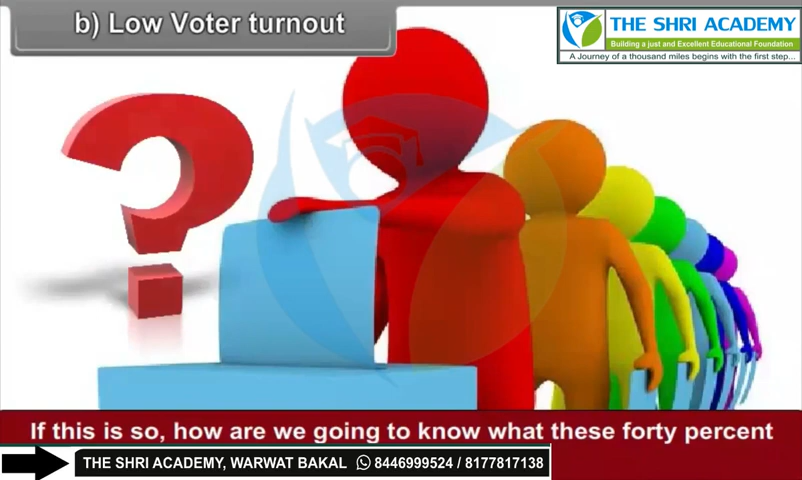 b) Low Voter turnout
THE SHRI ACADEMY
Building a just and Excellent Educational Foundation
A Journey of a thousand miles begins with the first step...
If this is so, how are we going to know what these forty percent
THE SHRI ACADEMY, WARWAT BAKAL 8446999524 / 8177817138